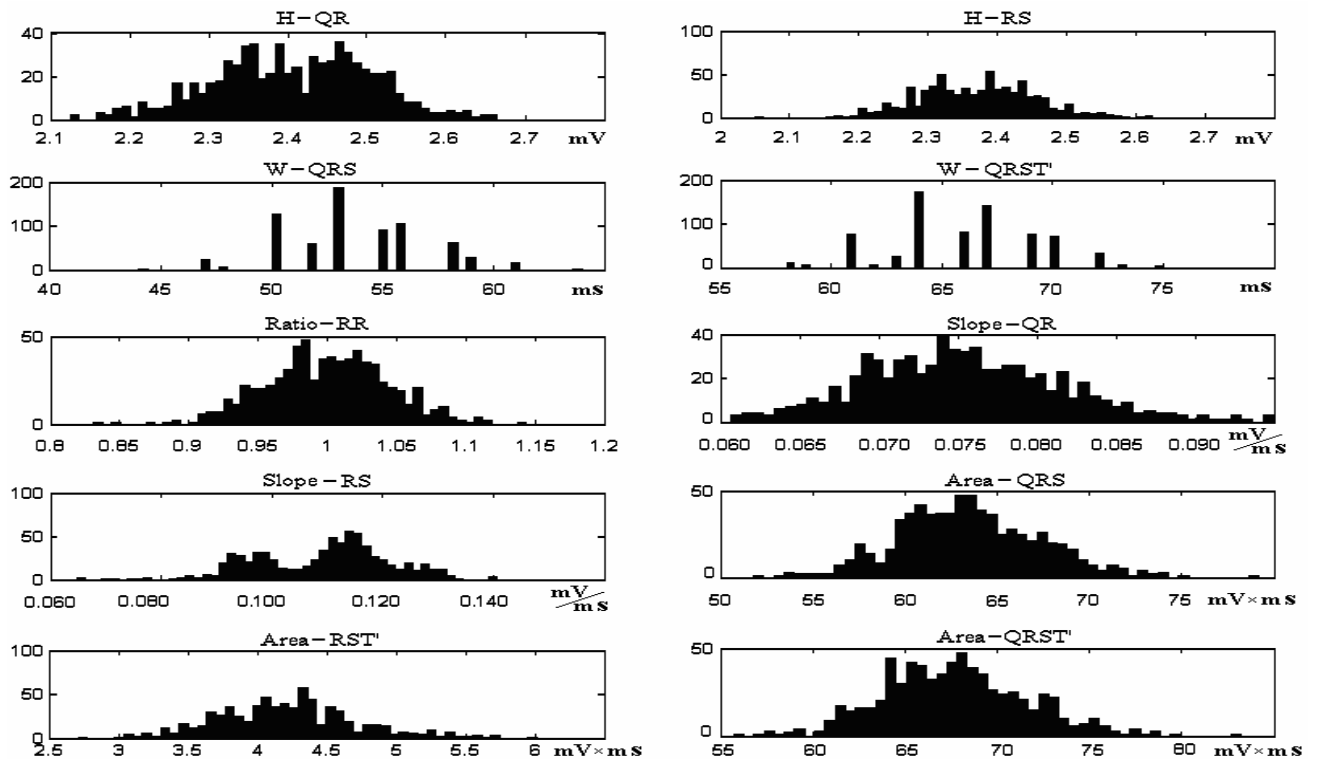 H-QR
40
20
0
2.1 2.2 2.3 2.4 2.5 2.6 2.7 mV
H-RS
100
50
0
2 2.1 2.2 2.3 2.4 2.5 2.6 2.7 mV
W-QRS
200
100
0
40 45 50 55 60 ms
W-QRST'
200
100
0
55 60 65 70 75 ms
Ratio-RR
50
0
0.8 0.85 0.9 0.95 1 1.05 1.1 1.15 1.2
Slope-QR
40
20
0
0.060 0.065 0.070 0.075 0.080 0.085 0.090 mV/ms
Slope-RS
100
50
0
0.060 0.080 0.100 0.120 0.140 mV/ms
Area-QRS
50
0
50 55 60 65 70 75 mV×ms
Area-RST'
100
50
0
2.5 3 3.5 4 4.5 5 5.5 6 mV×ms
Area-QRST'
50
0
55 60 65 70 75 80 mV×ms